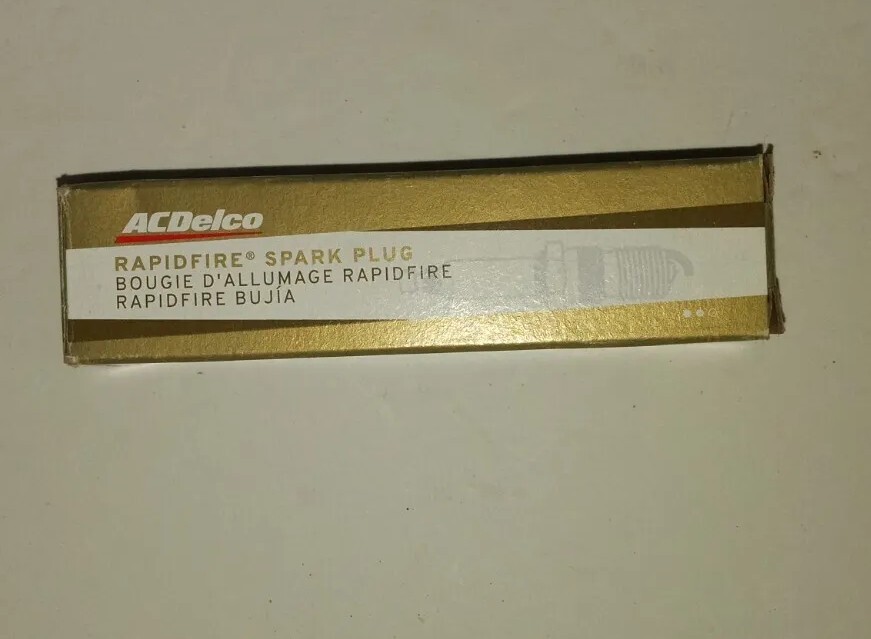 ACDelco
RAPIDFIRE® SPARK PLUG
BOUGIE D'ALLUMAGE RAPIDFIRE
RAPIDFIRE BUJÍA